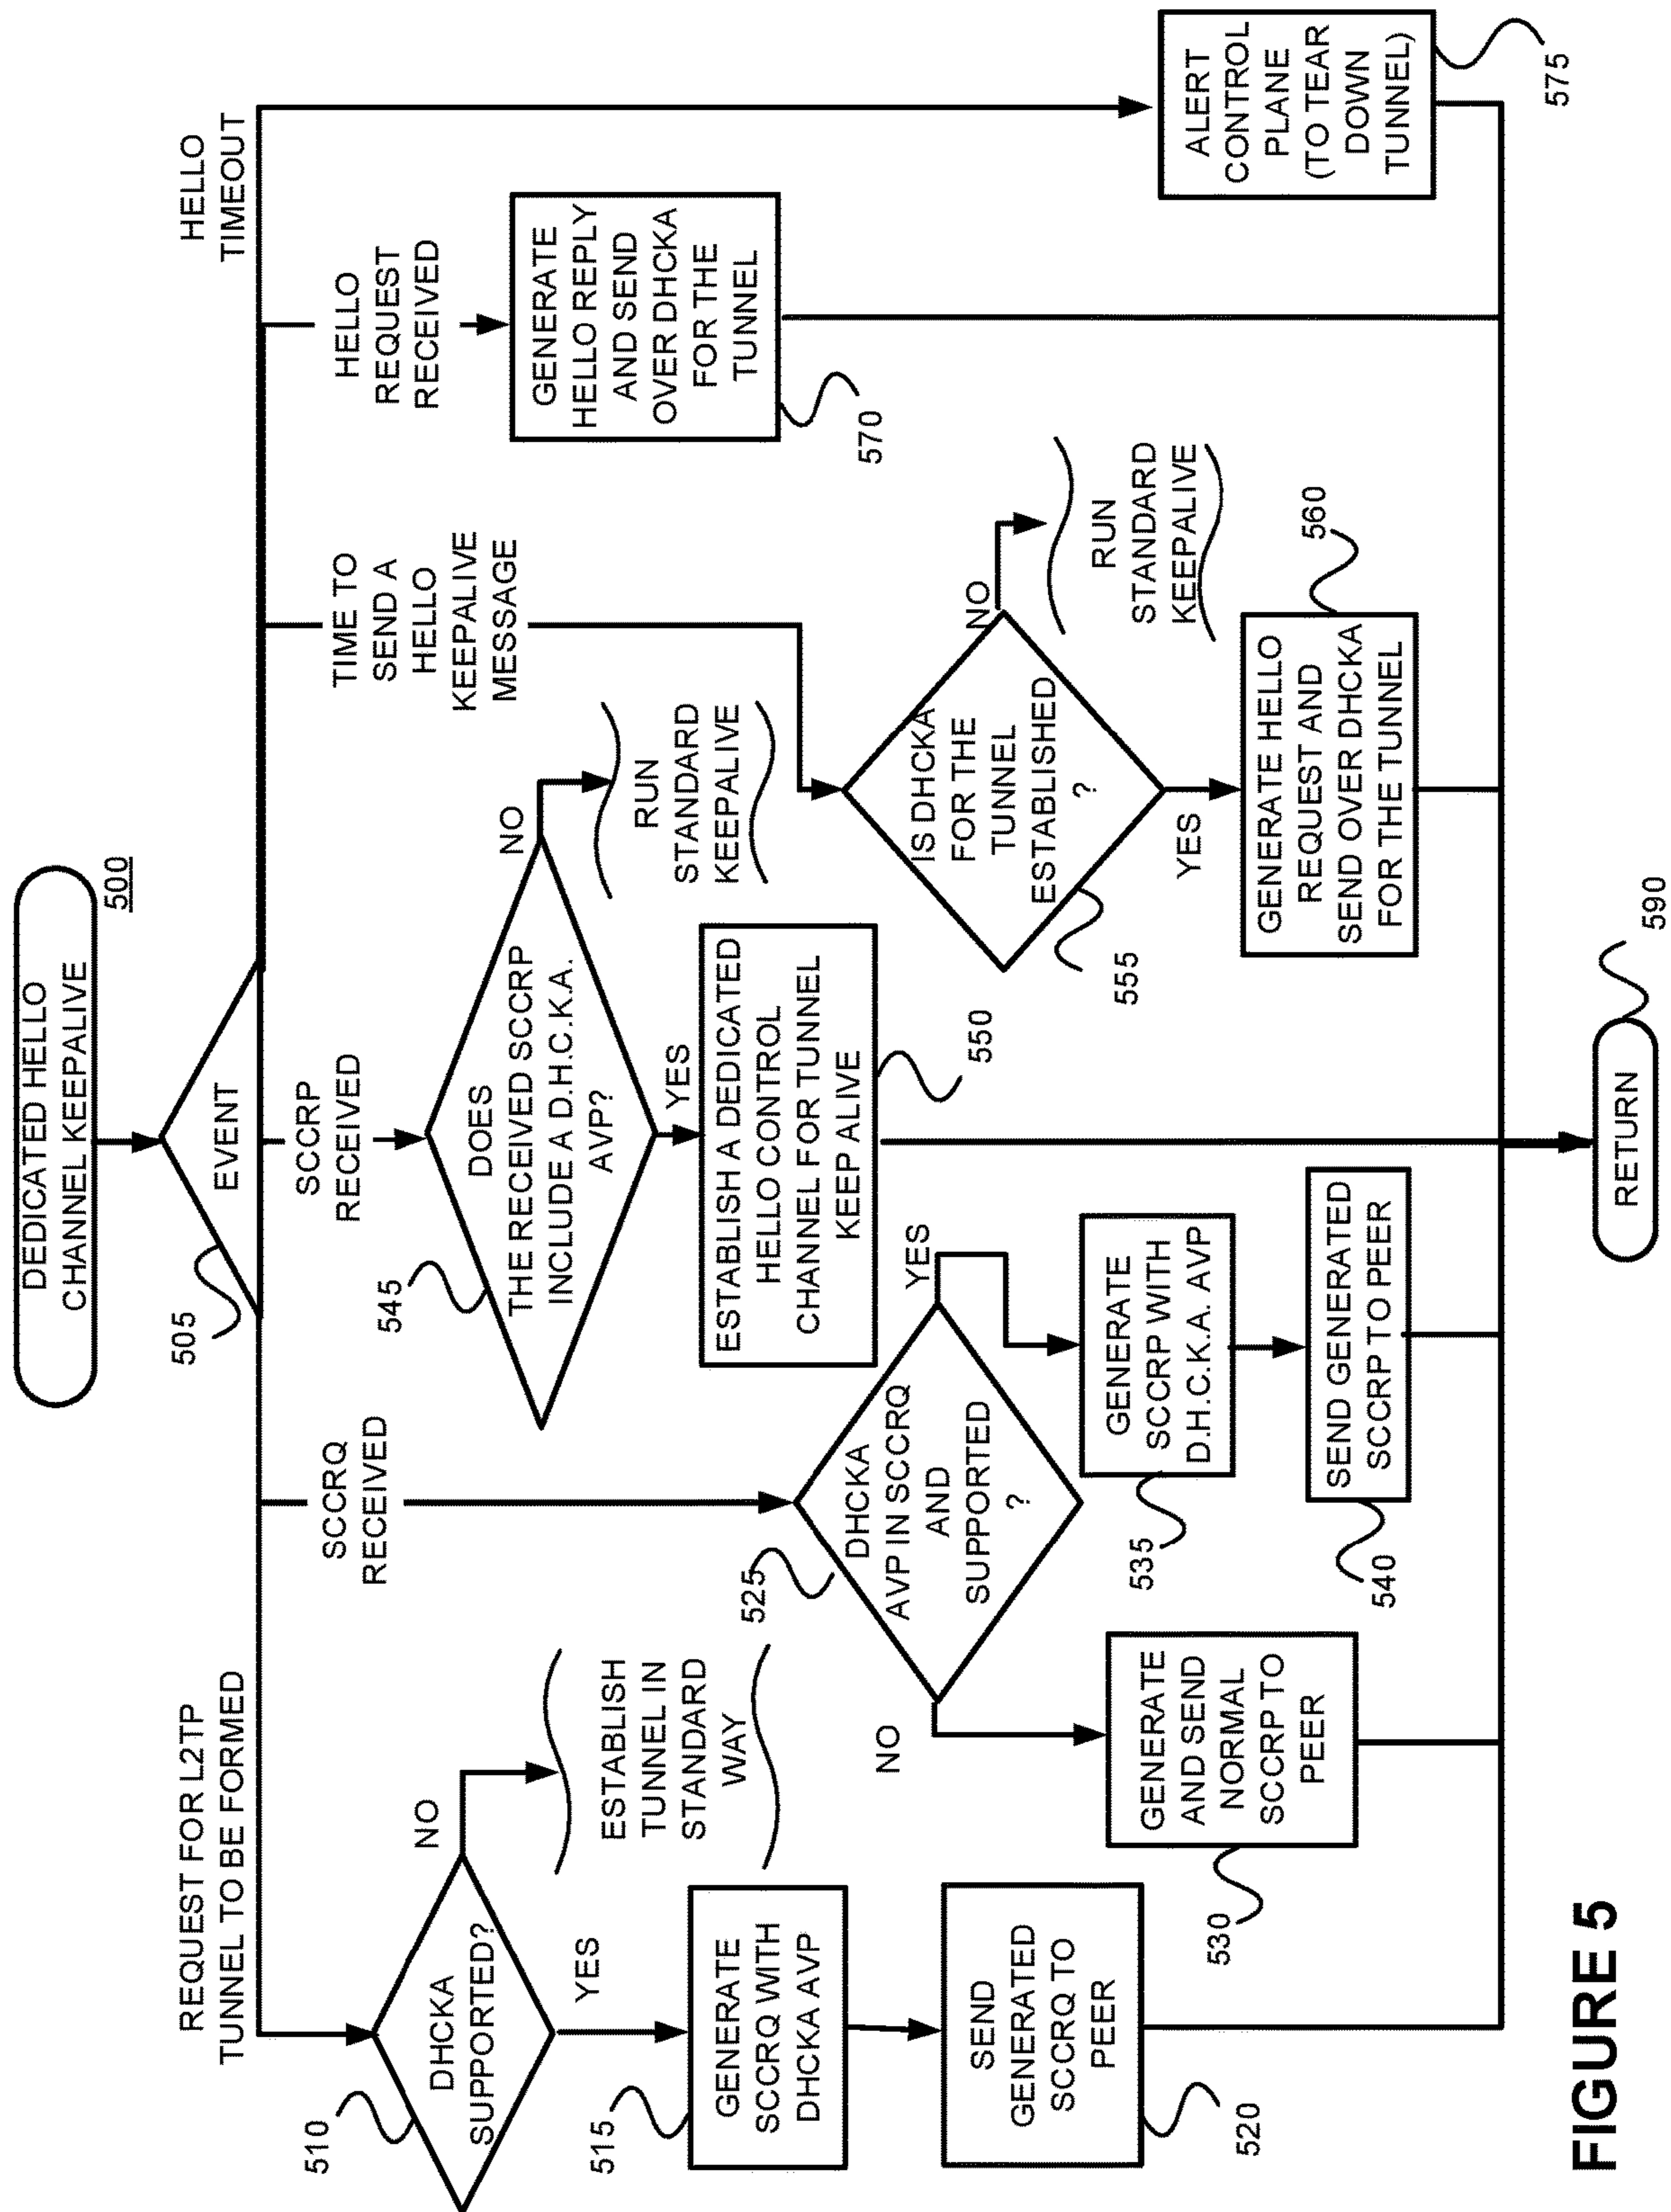 DEDICATED HELLO
CHANNEL KEEPALIVE
500
EVENT
505
REQUEST FOR L2TP
TUNNEL TO BE FORMED
DHCKA
SUPPORTED?
510
NO
ESTABLISH
TUNNEL IN
STANDARD
WAY
YES
GENERATE
SCCRQ WITH
DHCKA AVP
515
SEND
GENERATED
SCCRQ TO
PEER
520
SCCRQ
RECEIVED
DHCKA
AVP IN SCCRQ
AND
SUPPORTED
?
525
NO
GENERATE
AND SEND
NORMAL
SCCRP TO
PEER
530
YES
GENERATE
SCCRP WITH
D.H.C.K.A. AVP
535
SEND GENERATED
SCCRP TO PEER
540
SCCRP
RECEIVED
DOES
THE RECEIVED SCCRP
INCLUDE A D.H.C.K.A.
AVP?
545
NO
RUN
STANDARD
KEEPALIVE
YES
ESTABLISH A DEDICATED
HELLO CONTROL
CHANNEL FOR TUNNEL
KEEP ALIVE
550
TIME TO
SEND A
HELLO
KEEPALIVE
MESSAGE
IS DHCKA
FOR THE
TUNNEL
ESTABLISHED
?
555
NO
RUN
STANDARD
KEEPALIVE
YES
GENERATE HELLO
REQUEST AND
SEND OVER DHCKA
FOR THE TUNNEL
560
HELLO
REQUEST
RECEIVED
GENERATE
HELLO REPLY
AND SEND
OVER DHCKA
FOR THE
TUNNEL
570
HELLO
TIMEOUT
ALERT
CONTROL
PLANE
(TO TEAR
DOWN
TUNNEL)
575
RETURN
590
FIGURE 5